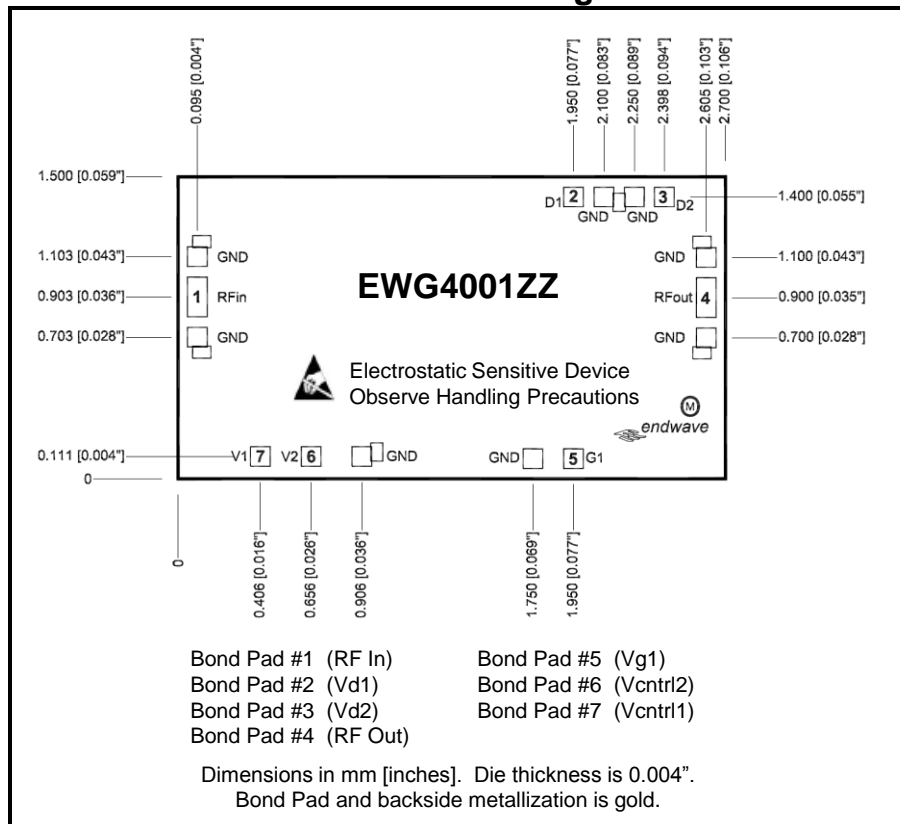 0.095 [0.004"]
1.950 [0.077"]
2.100 [0.083"]
2.250 [0.089"]
2.398 [0.094"]
2.605 [0.103"]
2.700 [0.106"]
1.500 [0.059"]
D1 2 GND GND 3 D2
1.400 [0.055"]
1.103 [0.043"] GND
GND 1.100 [0.043"]
0.903 [0.036"] 1 RFin
EWG4001ZZ
RFout 4 0.900 [0.035"]
0.703 [0.028"] GND
GND 0.700 [0.028"]
Electrostatic Sensitive Device
Observe Handling Precautions
M
endwave
0.111 [0.004"] V1 7 V2 6 GND GND 5 G1
0
0
0.406 [0.016"]
0.656 [0.026"]
0.906 [0.036"]
1.750 [0.069"]
1.950 [0.077"]
Bond Pad #1 (RF In)
Bond Pad #2 (Vd1)
Bond Pad #3 (Vd2)
Bond Pad #4 (RF Out)
Bond Pad #5 (Vg1)
Bond Pad #6 (Vcntrl2)
Bond Pad #7 (Vcntrl1)
Dimensions in mm [inches]. Die thickness is 0.004”.
Bond Pad and backside metallization is gold.